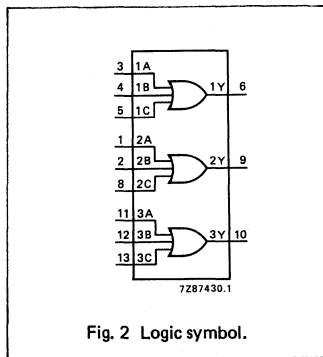 3 1A
4 1B 1Y 6
5 1C
1 2A
2 2B 2Y 9
8 2C
11 3A
12 3B 3Y 10
13 3C
7Z87430.1
Fig. 2 Logic symbol.